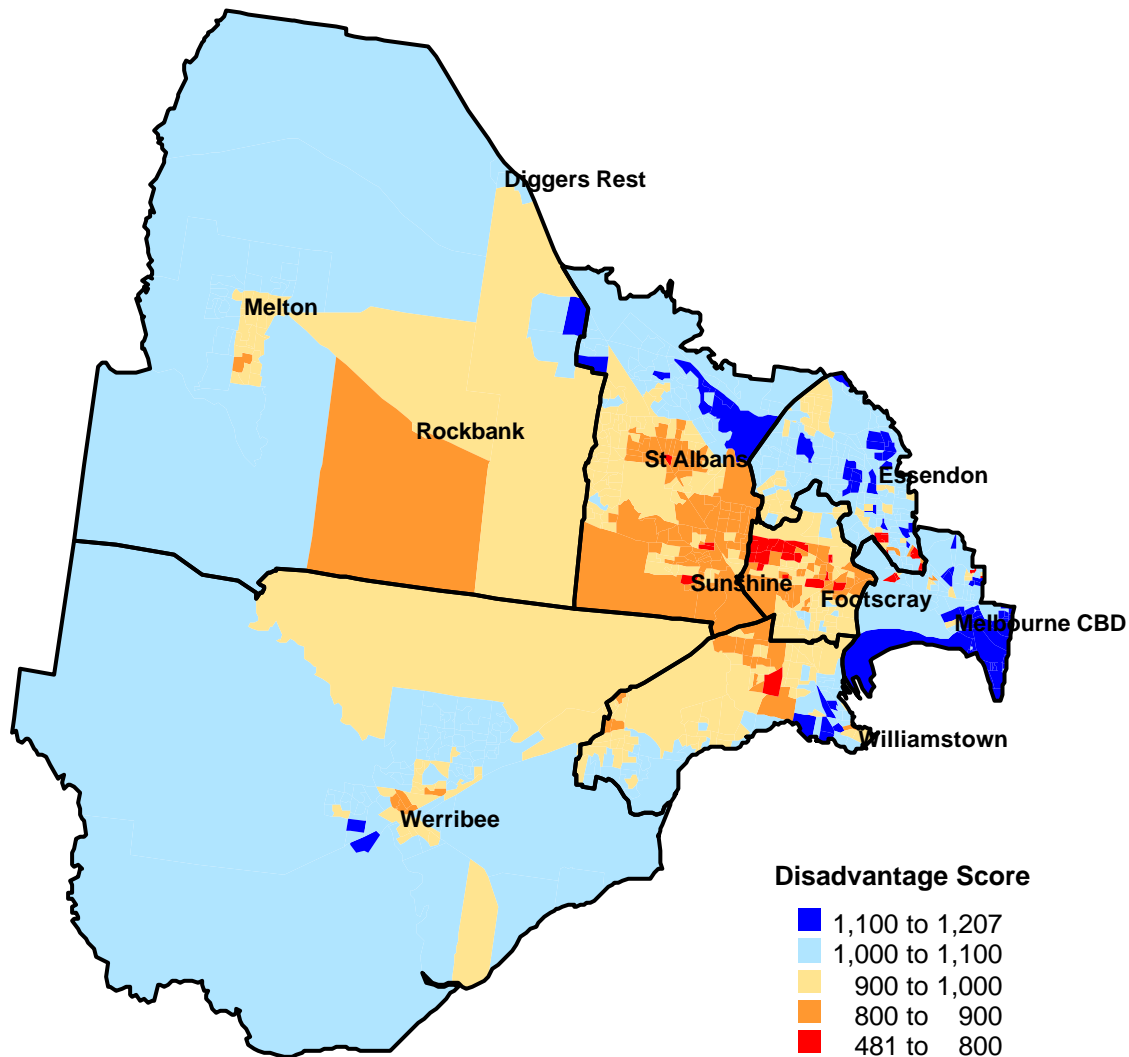 Diggers Rest
Melton
Rockbank
St Albans
Essendon
Sunshine
Footscray
Melbourne CBD
Williamstown
Werribee
Disadvantage Score
1,100 to 1,207
1,000 to 1,100
900 to 1,000
800 to 900
481 to 800